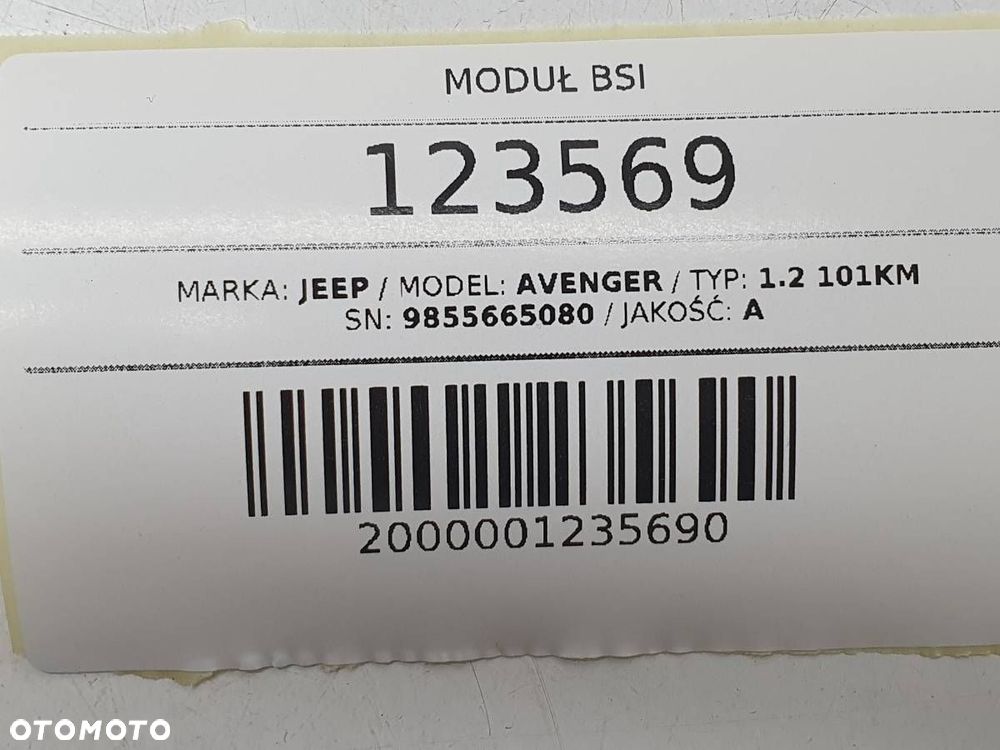 MODUŁ BSI
123569
MARKA: JEEP / MODEL: AVENGER / TYP: 1.2 101KM
SN: 9855665080 / JAKOŚĆ: A
2000001235690
OTOMOTO